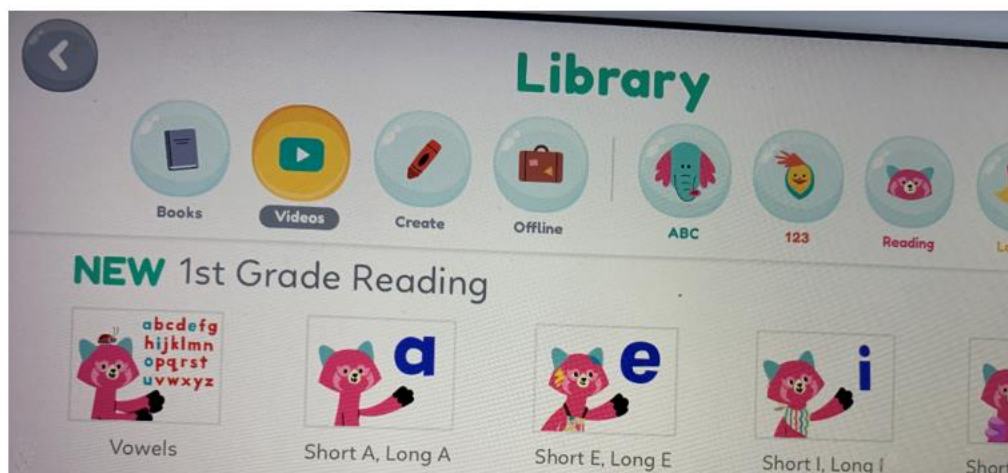 Library
Books
Videos
Create
Offline
ABC
123
Reading
NEW 1st Grade Reading
abcdefg
hijklmn
opqrst
uvwxyz
a
e
i
Vowels
Short A, Long A
Short E, Long E
Short I, Long I